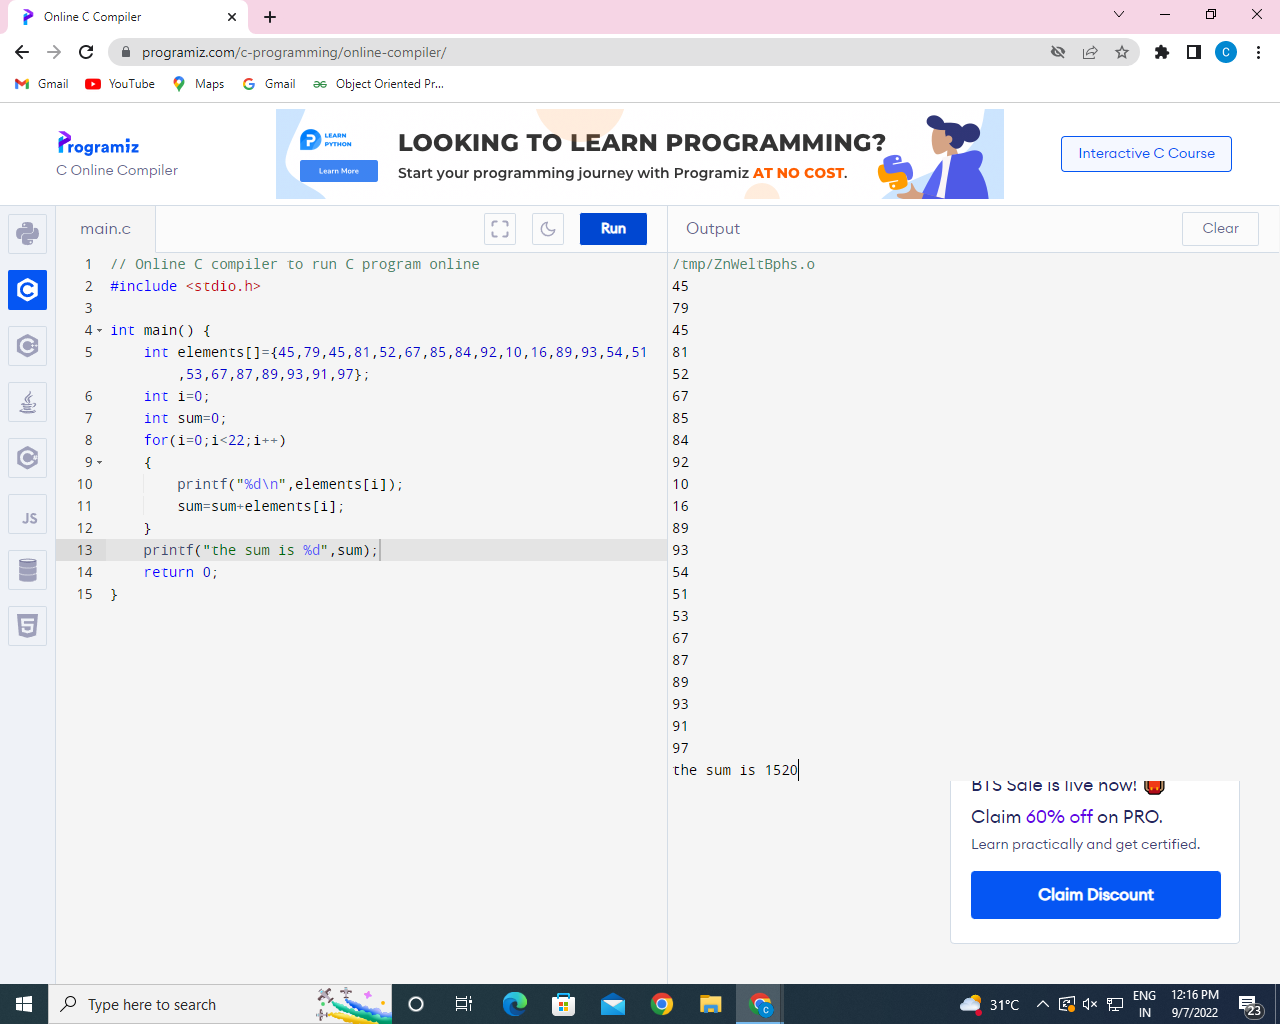 Online C Compiler
programiz.com/c-programming/online-compiler/
C
Gmail
YouTube
Maps
Gmail
Object Oriented Pr...
Programiz
C Online Compiler
LEARN
PYTHON
Learn More
LOOKING TO LEARN PROGRAMMING?
Start your programming journey with Programiz AT NO COST.
Interactive C Course
main.c
Run
Output
Clear
JS
1 // Online C compiler to run C program online
2 #include <stdio.h>
3
4 int main() {
5 int elements[]={45,79,45,81,52,67,85,84,92,10,16,89,93,54,51
,53,67,87,89,93,91,97};
6 int i=0;
7 int sum=0;
8 for(i=0;i<22;i++)
9 {
10 printf("%d\n",elements[i]);
11 sum=sum+elements[i];
12 }
13 printf("the sum is %d",sum);
14 return 0;
15 }
/tmp/ZnWeltBphs.o
45
79
45
81
52
67
85
84
92
10
16
89
93
54
51
53
67
87
89
93
91
97
the sum is 1520
BTS Sale is live now!
Claim 60% off on PRO.
Learn practically and get certified.
Claim Discount
Type here to search
31°C
ENG
IN
12:16 PM
9/7/2022
23